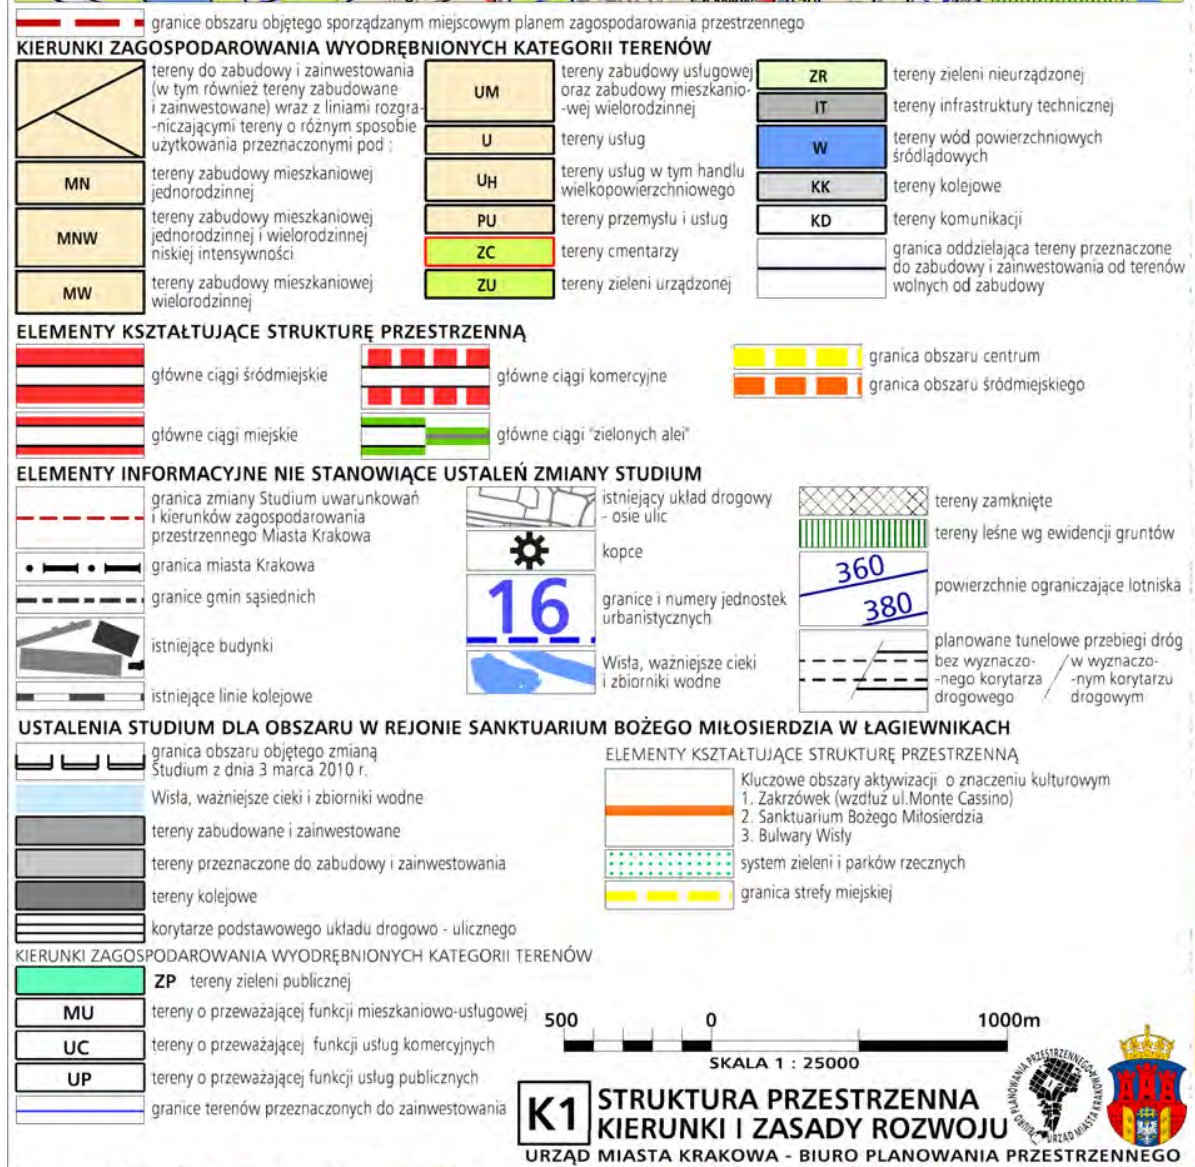 granice obszaru objętego sporządzanym miejscowym planem zagospodarowania przestrzennego
KIERUNKI ZAGOSPODAROWANIA WYODRĘBNIONYCH KATEGORII TERENÓW
tereny do zabudowy i zainwestowania
(w tym również tereny zabudowane
i zainwestowane) wraz z liniami rozgra-
-niczającymi tereny o różnym sposobie
użytkowania przeznaczonymi pod :
MN
tereny zabudowy mieszkaniowej
jednorodzinnej
MNW
tereny zabudowy mieszkaniowej
jednorodzinnej i wielorodzinnej
niskiej intensywności
MW
tereny zabudowy mieszkaniowej
wielorodzinnej
UM
tereny zabudowy usługowej
oraz zabudowy mieszkanio-
-wej wielorodzinnej
U
tereny usług
UH
tereny usług w tym handlu
wielkopowierzchniowego
PU
tereny przemysłu i usług
ZC
tereny cmentarzy
ZU
tereny zieleni urządzonej
ZR
tereny zieleni nieurządzonej
IT
tereny infrastruktury technicznej
W
tereny wód powierzchniowych
śródlądowych
KK
tereny kolejowe
KD
tereny komunikacji
granica oddzielająca tereny przeznaczone
do zabudowy i zainwestowania od terenów
wolnych od zabudowy
ELEMENTY KSZTAŁTUJĄCE STRUKTURĘ PRZESTRZENNĄ
główne ciągi śródmiejskie
główne ciągi miejskie
główne ciągi komercyjne
główne ciągi "zielonych alei"
granica obszaru centrum
granica obszaru śródmiejskiego
ELEMENTY INFORMACYJNE NIE STANOWIĄCE USTALEŃ ZMIANY STUDIUM
granica zmiany Studium uwarunkowań
i kierunków zagospodarowania
przestrzennego Miasta Krakowa
granica miasta Krakowa
granice gmin sąsiednich
istniejące budynki
istniejące linie kolejowe
istniejący układ drogowy
- osie ulic
kopce
16
granice i numery jednostek
urbanistycznych
Wisła, ważniejsze cieki
i zbiorniki wodne
tereny zamknięte
tereny leśne wg ewidencji gruntów
360
380
powierzchnie ograniczające lotniska
planowane tunelowe przebiegi dróg
bez wyznaczo-
-nego korytarza
drogowego
w wyznaczo-
-nym korytarzu
drogowym
USTALENIA STUDIUM DLA OBSZARU W REJONIE SANKTUARIUM BOŻEGO MIŁOSIERDZIA W ŁAGIEWNIKACH
granica obszaru objętego zmianą
Studium z dnia 3 marca 2010 r.
Wisła, ważniejsze cieki i zbiorniki wodne
tereny zabudowane i zainwestowane
tereny przeznaczone do zabudowy i zainwestowania
tereny kolejowe
korytarze podstawowego układu drogowo - ulicznego
ELEMENTY KSZTAŁTUJĄCE STRUKTURĘ PRZESTRZENNĄ
Kluczowe obszary aktywizacji o znaczeniu kulturowym
1. Zakrzówek (wzdłuż ul.Monte Cassino)
2. Sanktuarium Bożego Miłosierdzia
3. Bulwary Wisły
system zieleni i parków rzecznych
granica strefy miejskiej
KIERUNKI ZAGOSPODAROWANIA WYODRĘBNIONYCH KATEGORII TERENÓW
ZP tereny zieleni publicznej
MU
tereny o przeważającej funkcji mieszkaniowo-usługowej
UC
tereny o przeważającej funkcji usług komercyjnych
UP
tereny o przeważającej funkcji usług publicznych
granice terenów przeznaczonych do zainwestowania
500 0 1000m
SKALA 1 : 25000
K1
STRUKTURA PRZESTRZENNA
KIERUNKI I ZASADY ROZWOJU
BIURO PLANOWANIA PRZESTRZENNEGO
URZĄD MIASTA KRAKOWA
URZĄD MIASTA KRAKOWA - BIURO PLANOWANIA PRZESTRZENNEGO